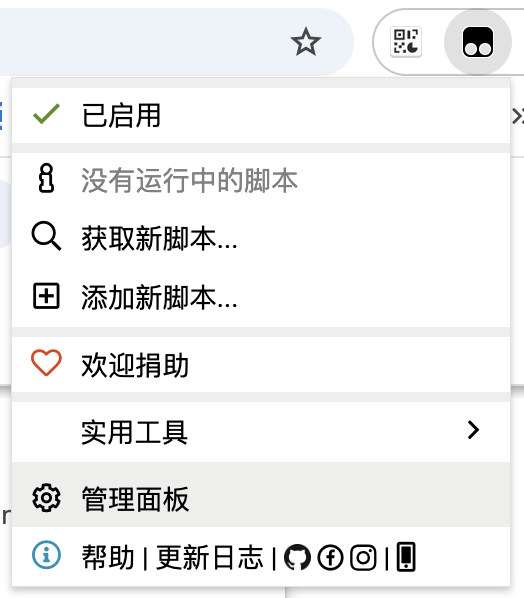 已启用
没有运行中的脚本
获取新脚本...
添加新脚本...
欢迎捐助
实用工具
管理面板
帮助 | 更新日志 | |